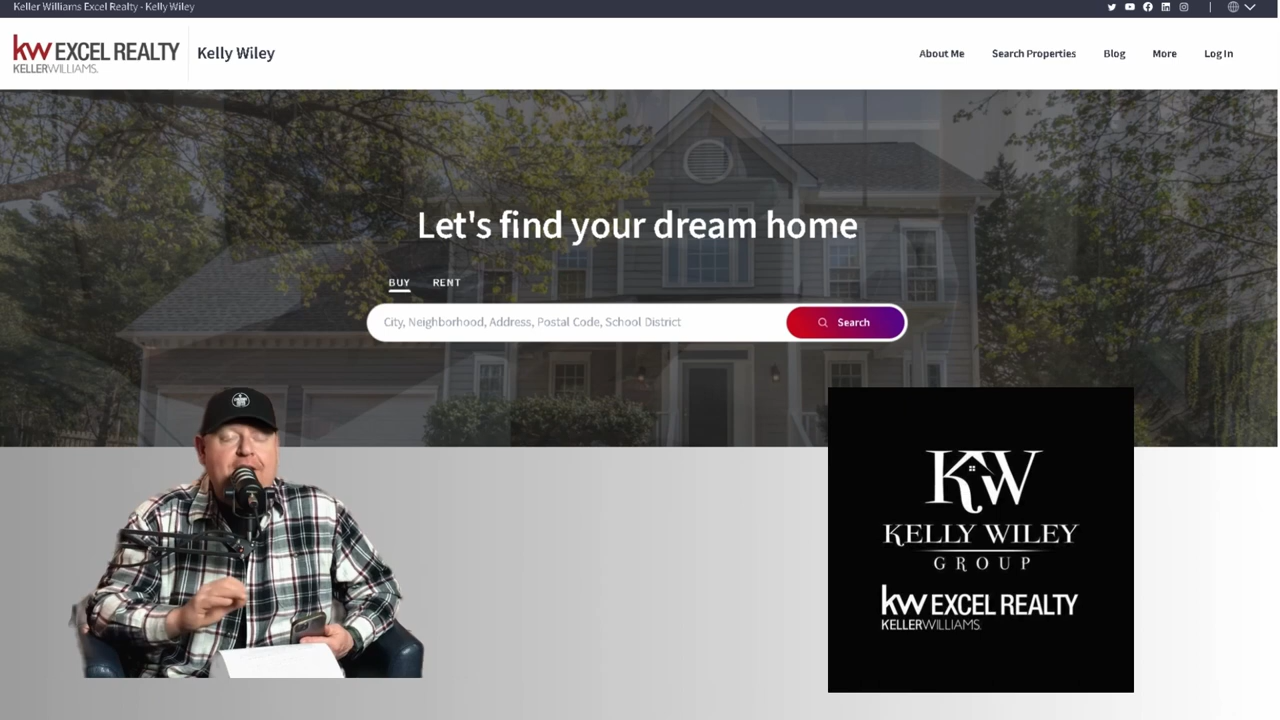 Keller Williams Excel Realty - Kelly Wiley
kw EXCEL REALTY
KELLERWILLIAMS.
Kelly Wiley
About Me
Search Properties
Blog
More
Log In
Let's find your dream home
BUY
RENT
City, Neighborhood, Address, Postal Code, School District
Search
KW
KELLY WILEY
GROUP
kw EXCEL REALTY
KELLERWILLIAMS.